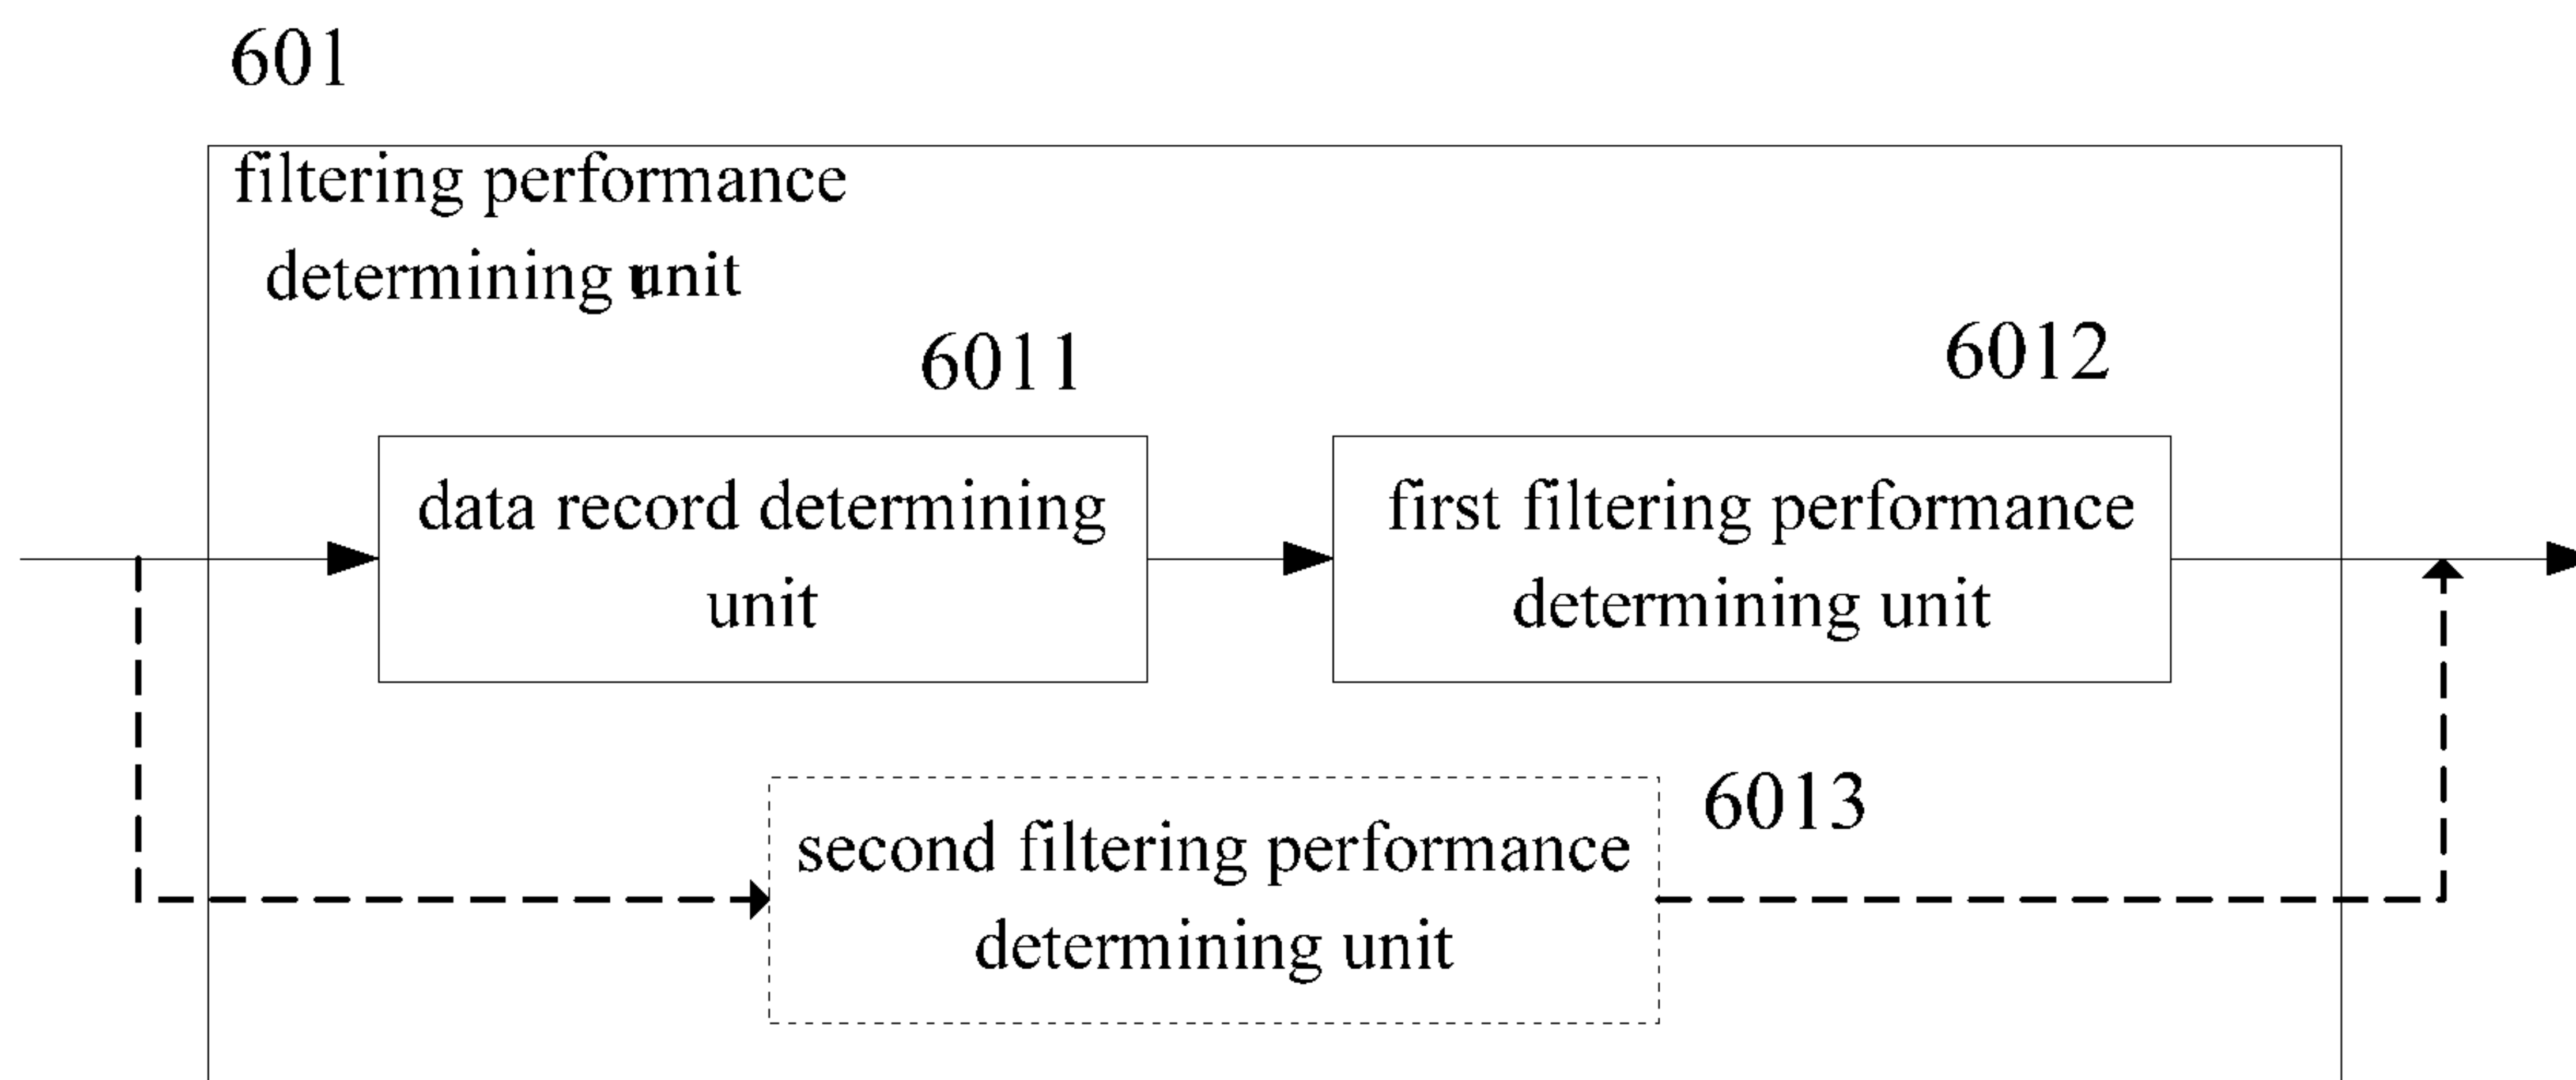 601
filtering performance
determining unit
6011
6012
data record determining
unit
first filtering performance
determining unit
6013
second filtering performance
determining unit